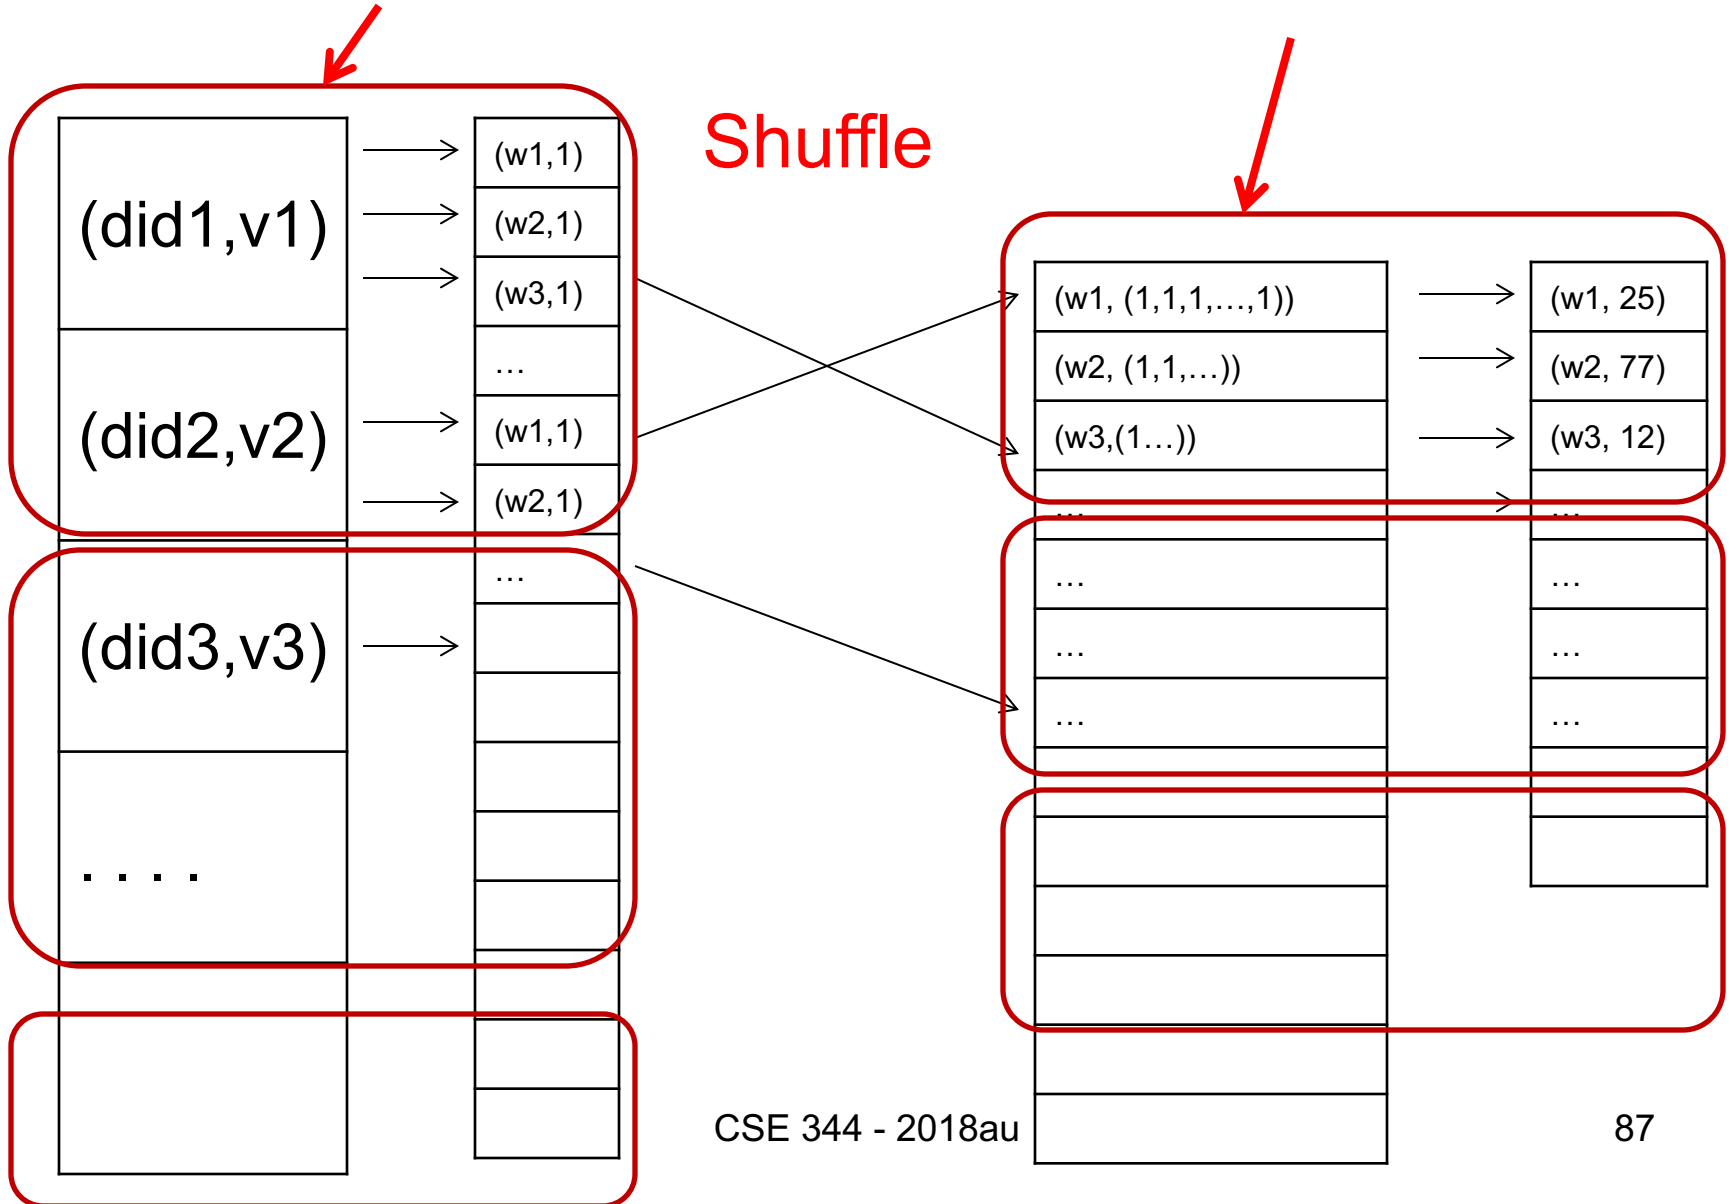 Shuffle
(did1,v1)
(did2,v2)
(did3,v3)
. . . .
(w1,1)
(w2,1)
(w3,1)
…
(w1,1)
(w2,1)
…
(w1, (1,1,1,…,1))
(w2, (1,1,…))
(w3,(1…))
…
…
…
…
(w1, 25)
(w2, 77)
(w3, 12)
…
…
…
…
CSE 344 - 2018au
87